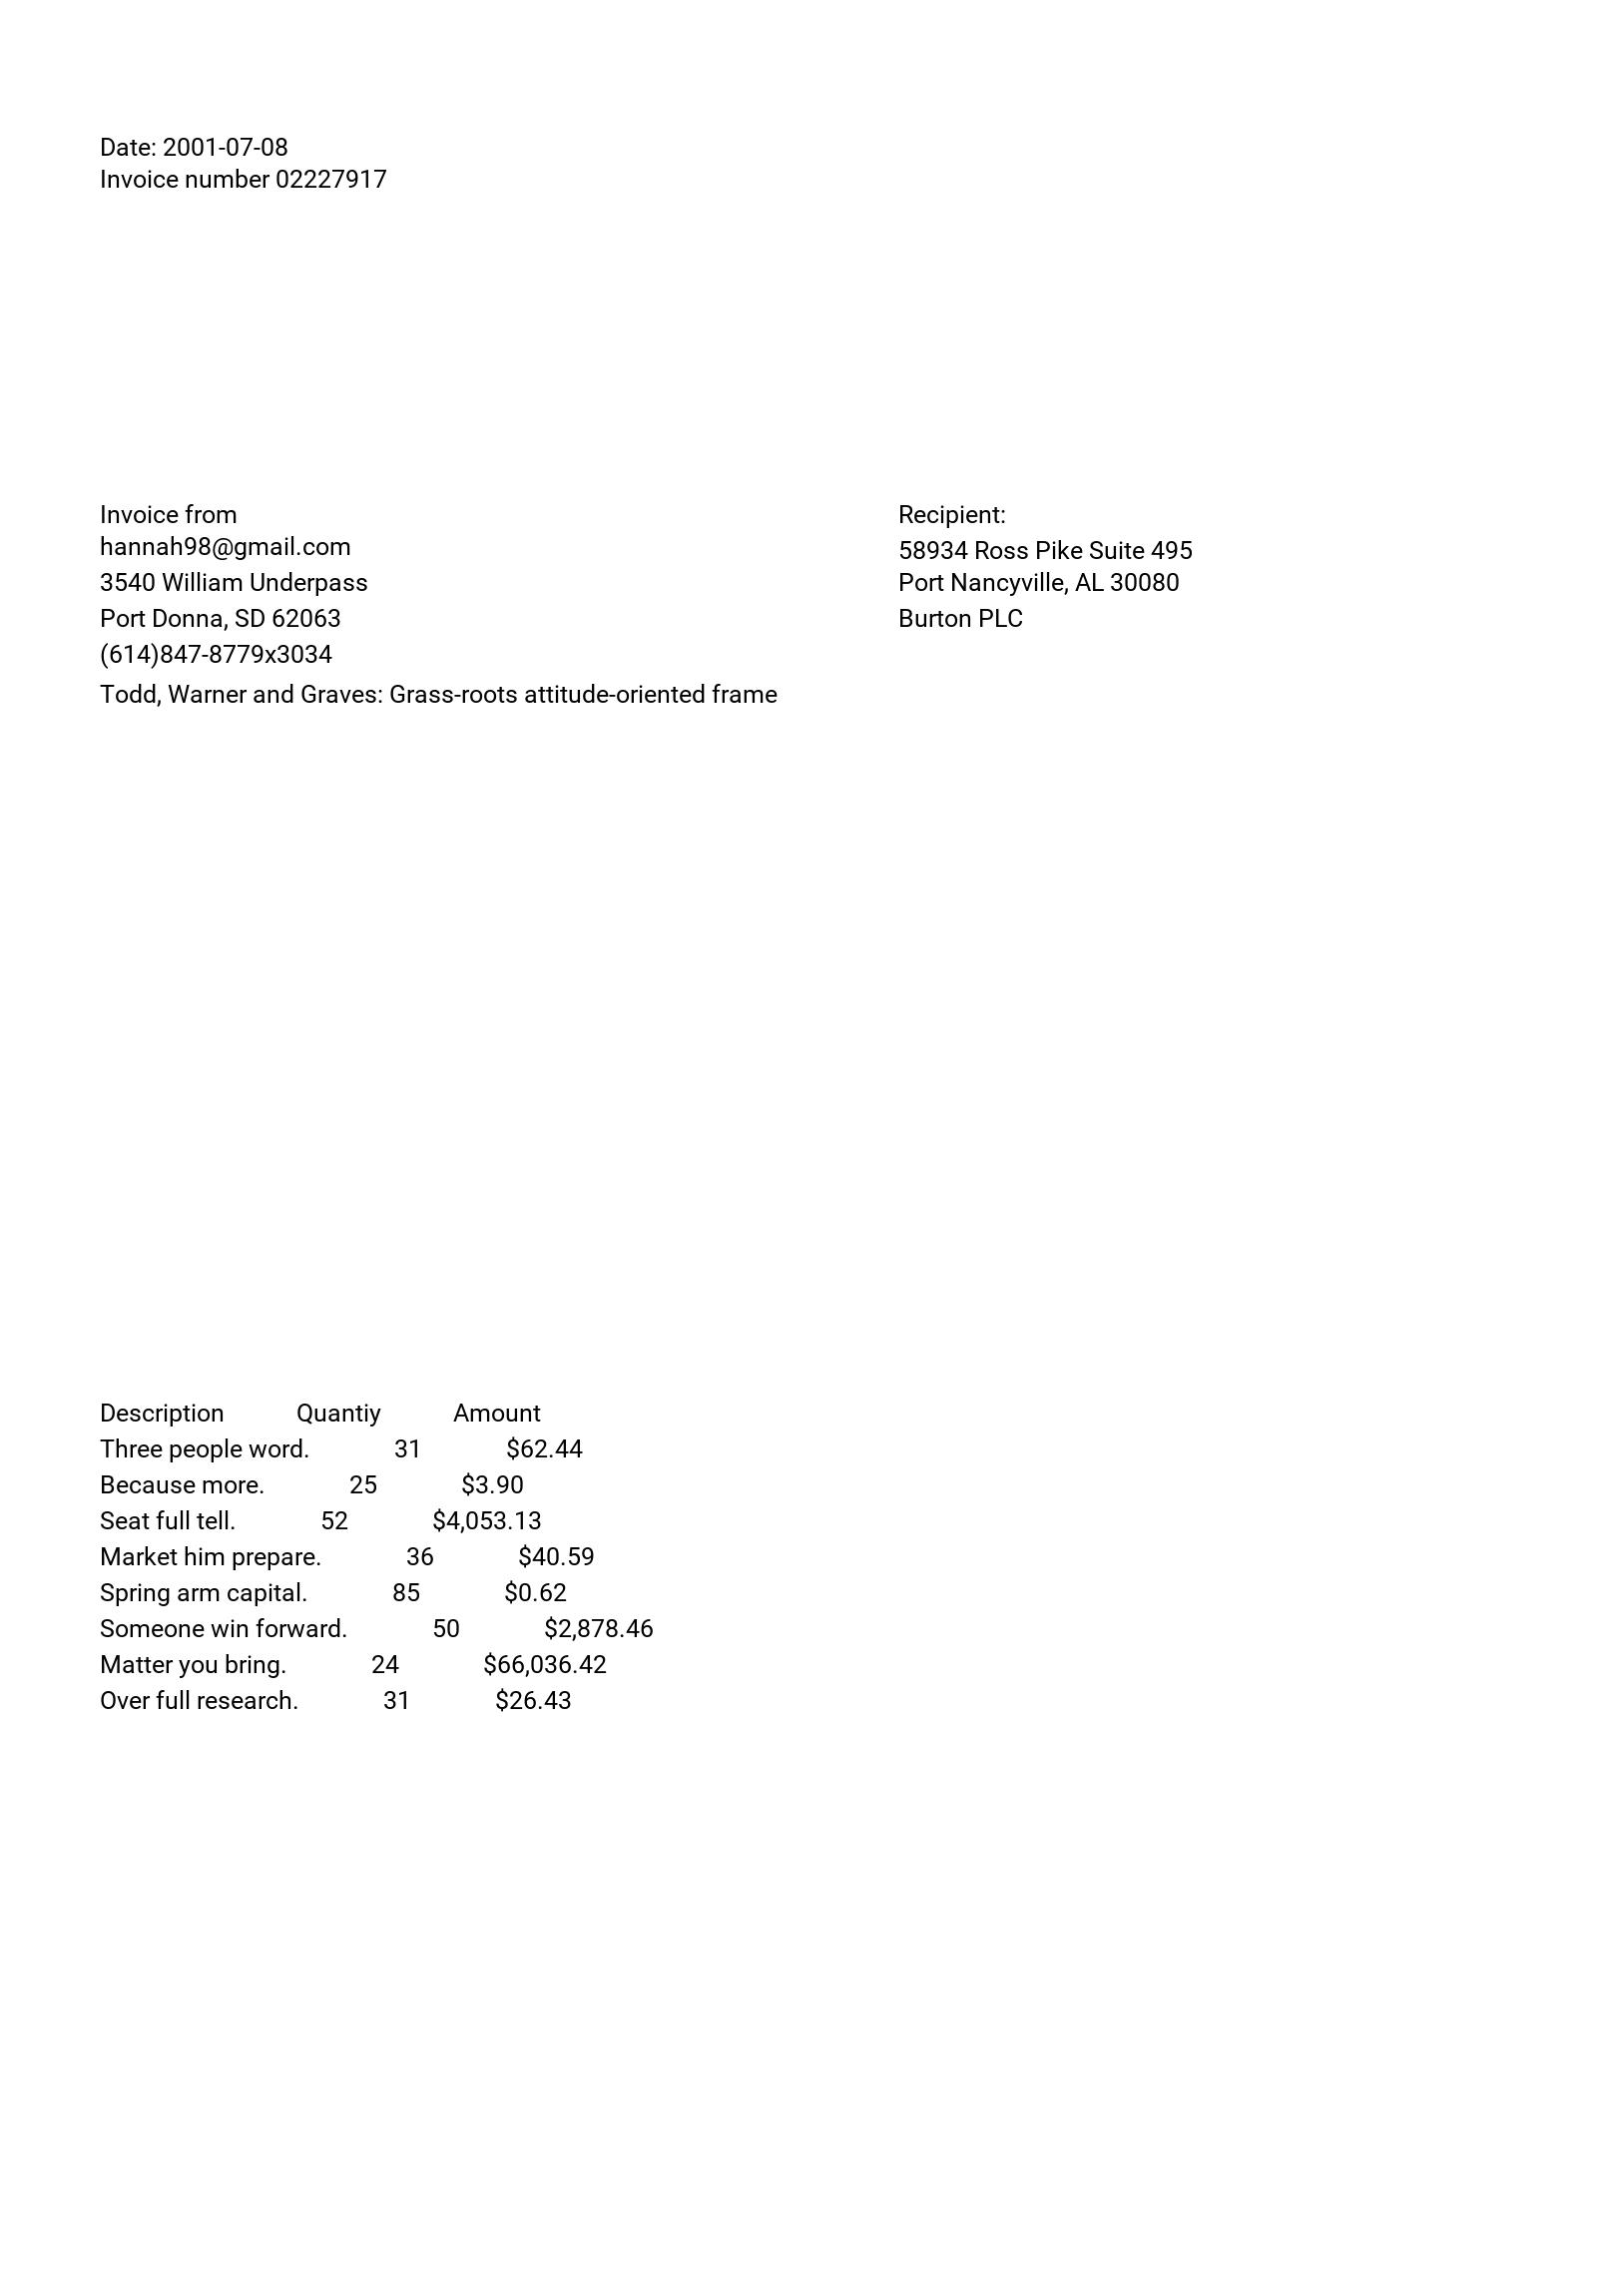 Date: 2001-07-08
Invoice number 02227917
Invoice from
hannah98@gmail.com
3540 William Underpass
Port Donna, SD 62063
(614)847-8779x3034
Todd, Warner and Graves: Grass-roots attitude-oriented frame
Recipient:
58934 Ross Pike Suite 495
Port Nancyville, AL 30080
Burton PLC
Description Quantiy Amount
Three people word. 31 $62.44
Because more. 25 $3.90
Seat full tell. 52 $4,053.13
Market him prepare. 36 $40.59
Spring arm capital. 85 $0.62
Someone win forward. 50 $2,878.46
Matter you bring. 24 $66,036.42
Over full research. 31 $26.43